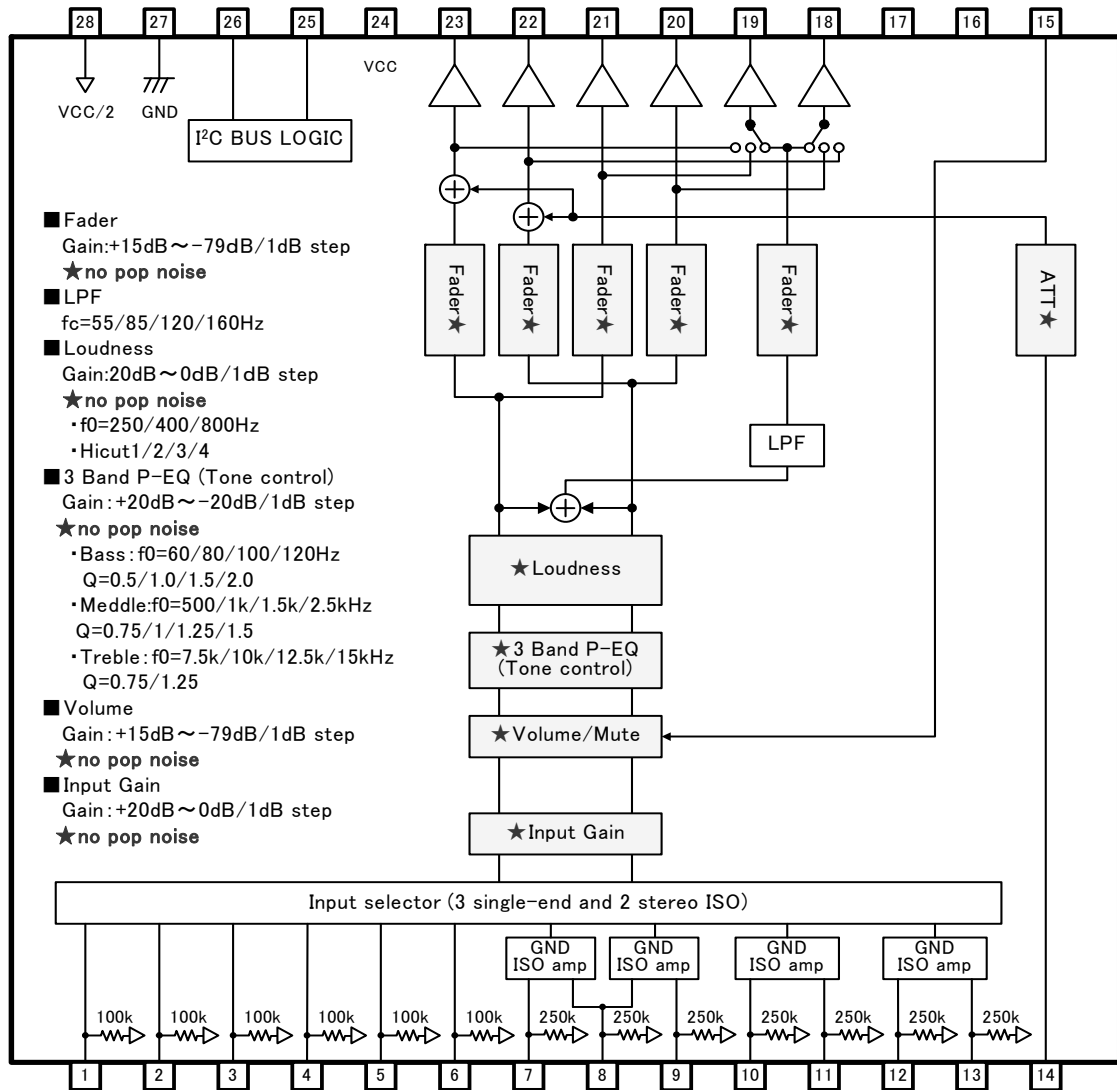 28 27 26 25 24 23 22 21 20 19 18 17 16 15
VCC
VCC/2 GND
I²C BUS LOGIC
■Fader
Gain:+15dB～-79dB/1dB step
★no pop noise
■LPF
fc=55/85/120/160Hz
■Loudness
Gain:20dB～0dB/1dB step
★no pop noise
・f0=250/400/800Hz
・Hicut1/2/3/4
■3 Band P-EQ (Tone control)
Gain:+20dB～-20dB/1dB step
★no pop noise
・Bass:f0=60/80/100/120Hz
Q=0.5/1.0/1.5/2.0
・Meddle:f0=500/1k/1.5k/2.5kHz
Q=0.75/1/1.25/1.5
・Treble:f0=7.5k/10k/12.5k/15kHz
Q=0.75/1.25
■Volume
Gain:+15dB～-79dB/1dB step
★no pop noise
■Input Gain
Gain:+20dB～0dB/1dB step
★no pop noise
Fader★
Fader★
Fader★
Fader★
Fader★
ATT★
LPF
★Loudness
★3 Band P-EQ
(Tone control)
★Volume/Mute
★Input Gain
Input selector (3 single-end and 2 stereo ISO)
GND
ISO amp
GND
ISO amp
GND
ISO amp
GND
ISO amp
100k 100k 100k 100k 100k 100k 250k 250k 250k 250k 250k 250k 250k
1 2 3 4 5 6 7 8 9 10 11 12 13 14